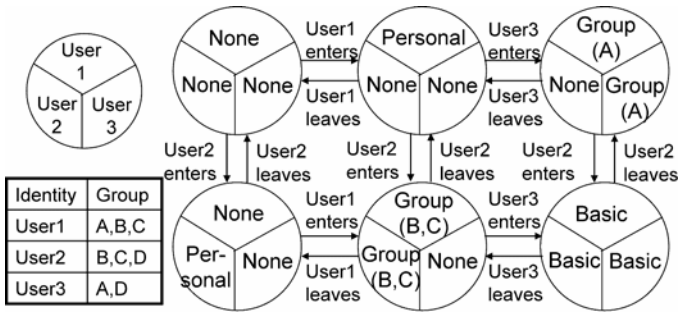 User
1
User
2
User
3
None
None
None
User1
enters
User1
leaves
Personal
None
None
User3
enters
User3
leaves
Group
(A)
None
Group
(A)
User2
enters
User2
leaves
User2
enters
User2
leaves
User2
enters
User2
leaves
Identity Group
User1 A,B,C
User2 B,C,D
User3 A,D
None
Per-
sonal
None
User1
enters
User1
leaves
Group
(B,C)
Group
(B,C)
None
User3
enters
User3
leaves
Basic
Basic
Basic